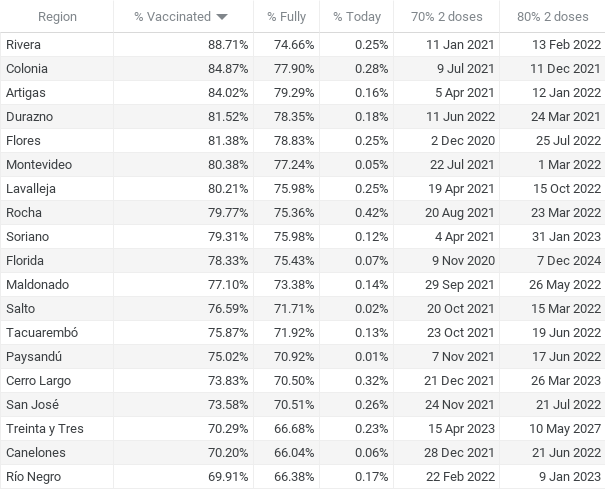 Region % Vaccinated % Fully % Today 70% 2 doses 80% 2 doses
Rivera 88.71% 74.66% 0.25% 11 Jan 2021 13 Feb 2022
Colonia 84.87% 77.90% 0.28% 9 Jul 2021 11 Dec 2021
Artigas 84.02% 79.29% 0.16% 5 Apr 2021 12 Jan 2022
Durazno 81.52% 78.35% 0.18% 11 Jun 2022 24 Mar 2021
Flores 81.38% 78.83% 0.25% 2 Dec 2020 25 Jul 2022
Montevideo 80.38% 77.24% 0.05% 22 Jul 2021 1 Mar 2022
Lavalleja 80.21% 75.98% 0.25% 19 Apr 2021 15 Oct 2022
Rocha 79.77% 75.36% 0.42% 20 Aug 2021 23 Mar 2022
Soriano 79.31% 75.98% 0.12% 4 Apr 2021 31 Jan 2023
Florida 78.33% 75.43% 0.07% 9 Nov 2020 7 Dec 2024
Maldonado 77.10% 73.38% 0.14% 29 Sep 2021 26 May 2022
Salto 76.59% 71.71% 0.02% 20 Oct 2021 15 Mar 2022
Tacuarembó 75.87% 71.92% 0.13% 23 Oct 2021 19 Jun 2022
Paysandú 75.02% 70.92% 0.01% 7 Nov 2021 17 Jun 2022
Cerro Largo 73.83% 70.50% 0.32% 21 Dec 2021 26 Mar 2023
San José 73.58% 70.51% 0.26% 24 Nov 2021 21 Jul 2022
Treinta y Tres 70.29% 66.68% 0.23% 15 Apr 2023 10 May 2027
Canelones 70.20% 66.04% 0.06% 28 Dec 2021 21 Jun 2022
Río Negro 69.91% 66.38% 0.17% 22 Feb 2022 9 Jan 2023